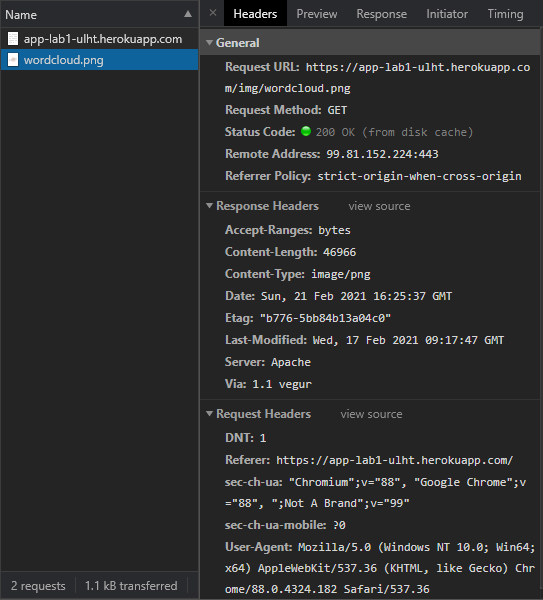 Name
app-lab1-ulht.herokuapp.com
wordcloud.png
2 requests
1.1 kB transferred
× Headers Preview Response Initiator Timing
General
Request URL: https://app-lab1-ulht.herokuapp.co
m/img/wordcloud.png
Request Method: GET
Status Code: 200 OK (from disk cache)
Remote Address: 99.81.152.224:443
Referrer Policy: strict-origin-when-cross-origin
Response Headers view source
Accept-Ranges: bytes
Content-Length: 46966
Content-Type: image/png
Date: Sun, 21 Feb 2021 16:25:37 GMT
Etag: "b776-5bb84b13a04c0"
Last-Modified: Wed, 17 Feb 2021 09:17:47 GMT
Server: Apache
Via: 1.1 vegur
Request Headers view source
DNT: 1
Referer: https://app-lab1-ulht.herokuapp.com/
sec-ch-ua: "Chromium";v="88", "Google Chrome";v
="88", ";Not A Brand";v="99"
sec-ch-ua-mobile: ?0
User-Agent: Mozilla/5.0 (Windows NT 10.0; Win64;
x64) AppleWebKit/537.36 (KHTML, like Gecko) Chr
ome/88.0.4324.182 Safari/537.36